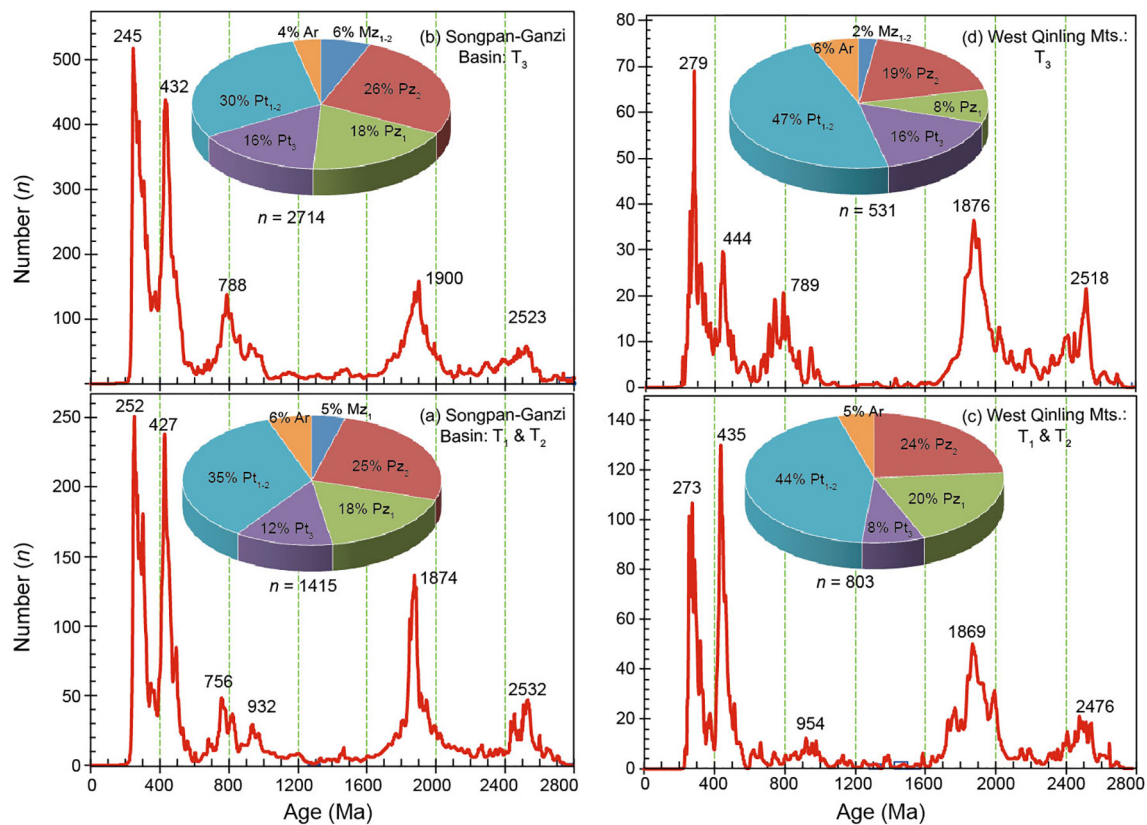 (b) Songpan-Ganzi
Basin: T3
245
432
788
1900
2523
4% Ar
6% Mz1-2
26% Pz2
18% Pz1
16% Pt3
30% Pt1-2
n = 2714
Number (n)
500
400
300
200
100
(d) West Qinling Mts.:
T3
279
444
789
1876
2518
6% Ar
2% Mz1-2
19% Pz2
8% Pz1
16% Pt3
47% Pt1-2
n = 531
80
70
60
50
40
30
20
10
0
(a) Songpan-Ganzi
Basin: T1 & T2
252
427
756
932
1874
2532
6% Ar
5% Mz1
25% Pz2
18% Pz1
12% Pt3
35% Pt1-2
n = 1415
Number (n)
250
200
150
100
50
0
0 400 800 1200 1600 2000 2400 2800
Age (Ma)
(c) West Qinling Mts.:
T1 & T2
273
435
954
1869
2476
5% Ar
24% Pz2
20% Pz1
8% Pt3
44% Pt1-2
n = 803
140
120
100
80
60
40
20
0
0 400 800 1200 1600 2000 2400 2800
Age (Ma)